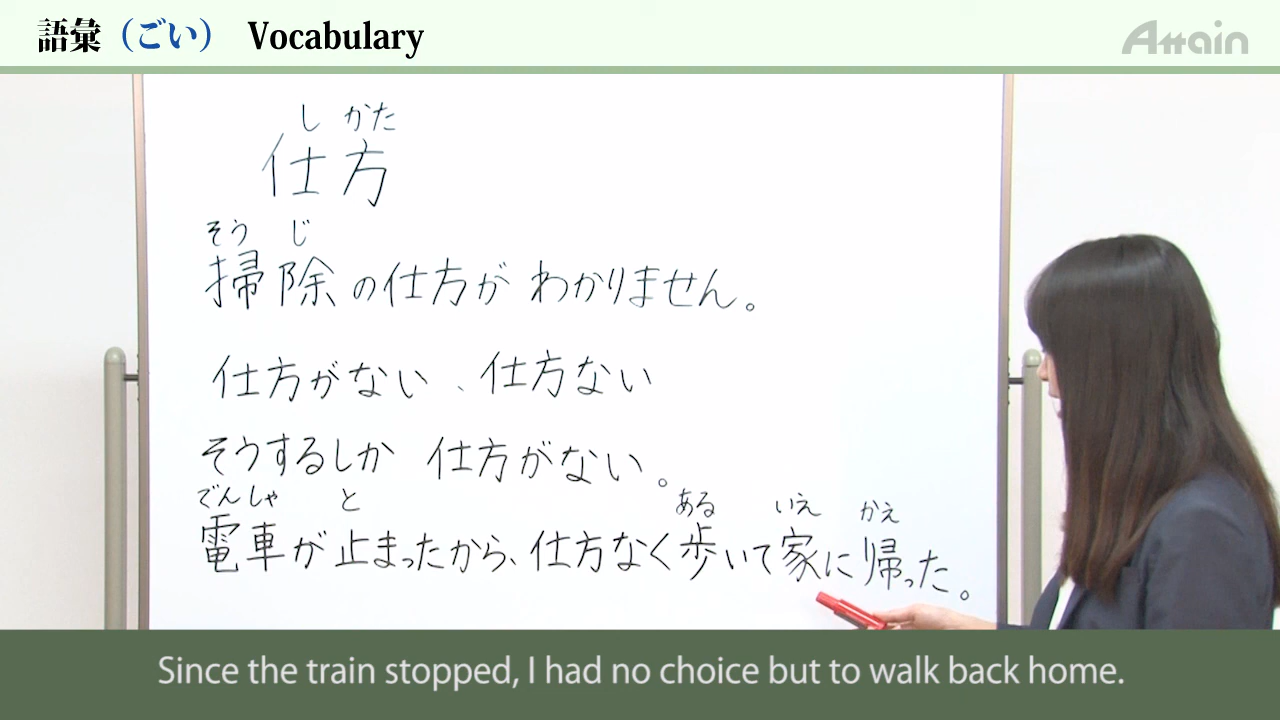 語彙（ごい） Vocabulary
Attain
し かた
仕方
そう じ
掃除の仕方が わかりません。
仕方がない、仕方ない
そうするしか 仕方がない。
でんしゃ と ある いえ かえ
電車が止まったから、仕方なく歩いて家に帰った。
Since the train stopped, I had no choice but to walk back home.